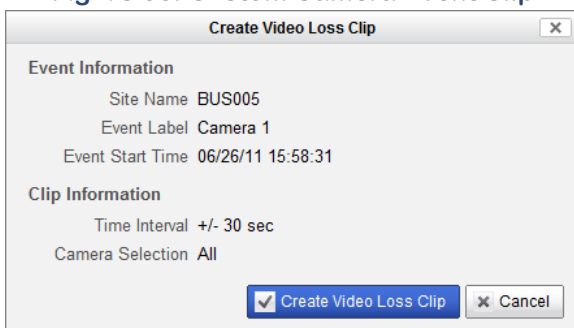 Create Video Loss Clip
Event Information
Site Name BUS005
Event Label Camera 1
Event Start Time 06/26/11 15:58:31
Clip Information
Time Interval +/- 30 sec
Camera Selection All
Create Video Loss Clip
Cancel